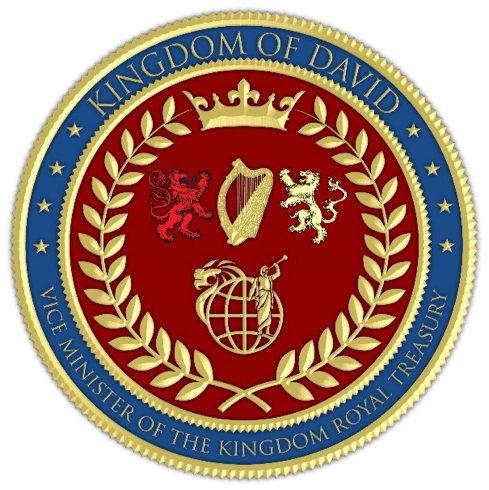 KINGDOM OF DAVID
VICE MINISTER OF THE KINGDOM ROYAL TREASURY